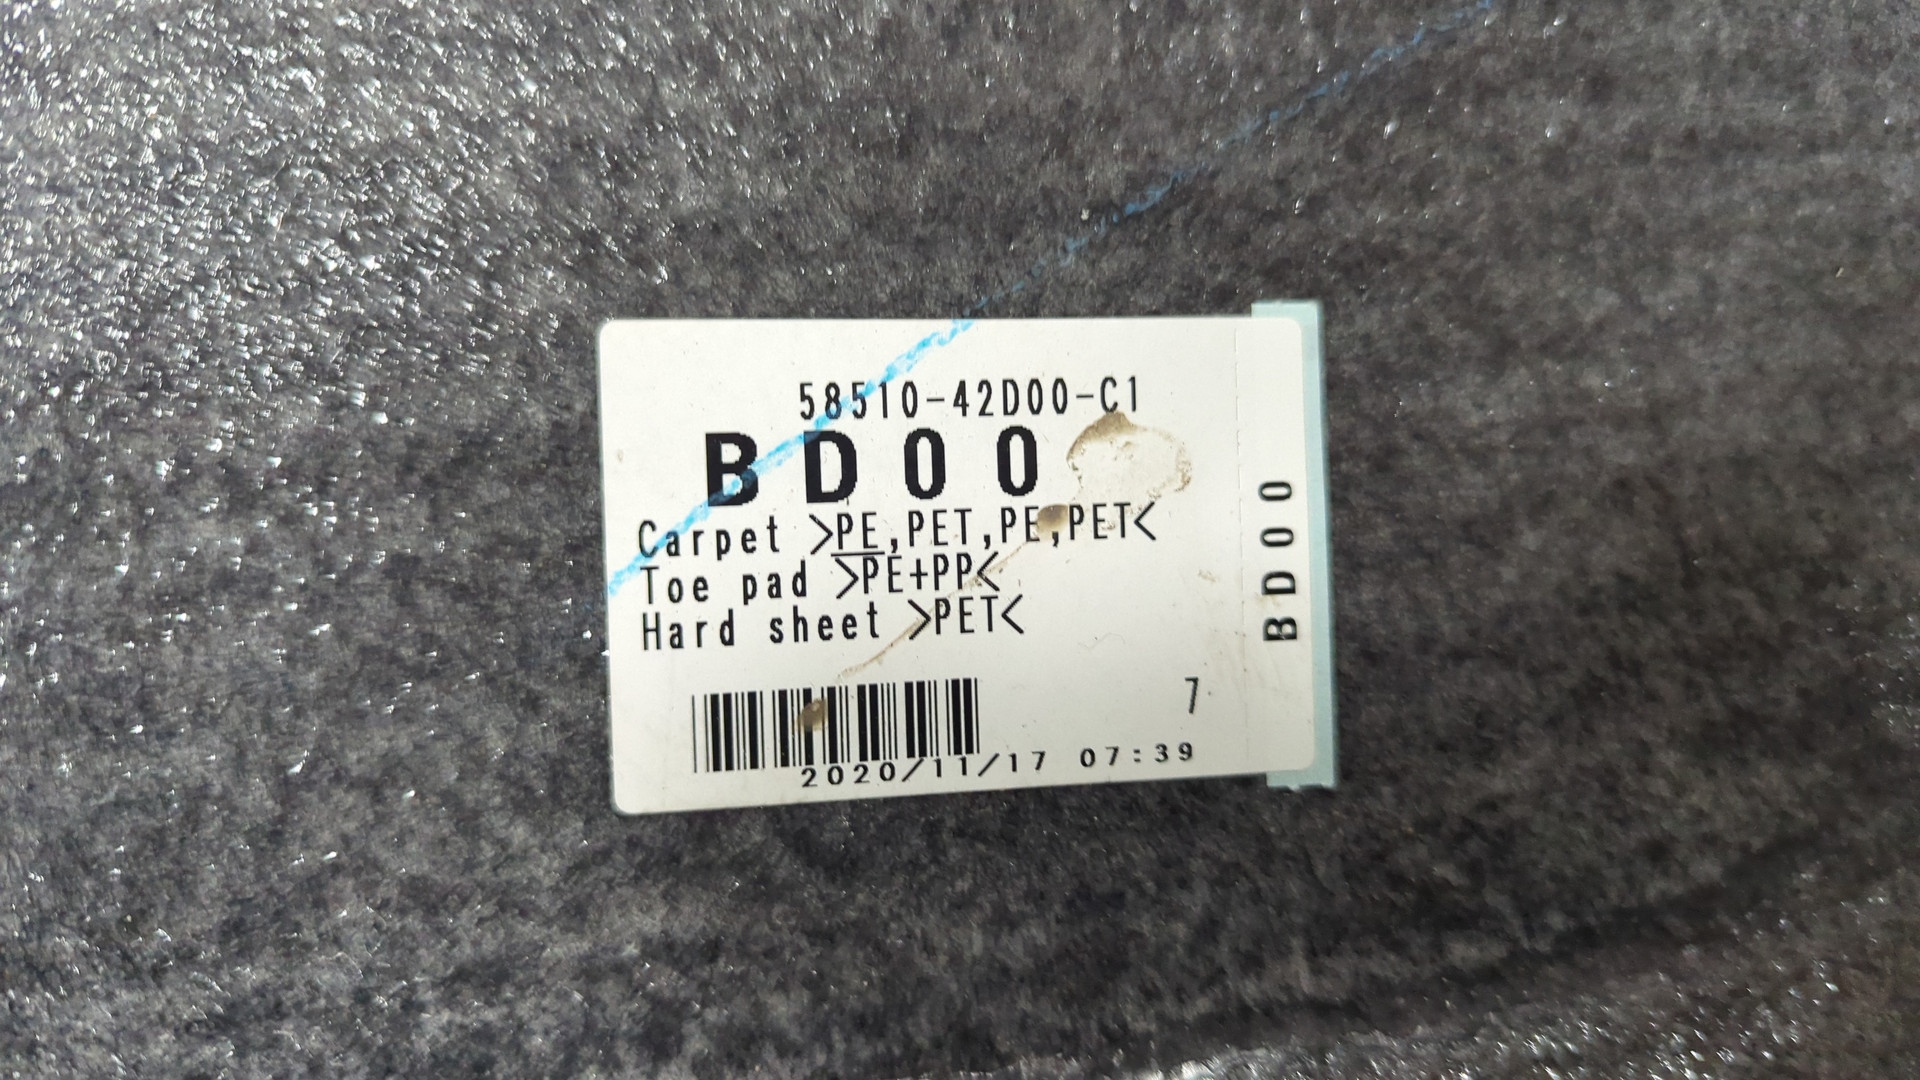 58510-42D00-C1
BD00
Carpet >PE,PET,PE,PET<
Toe pad >PE+PP<
Hard sheet >PET<
7
2020/11/17 07:39
BD00